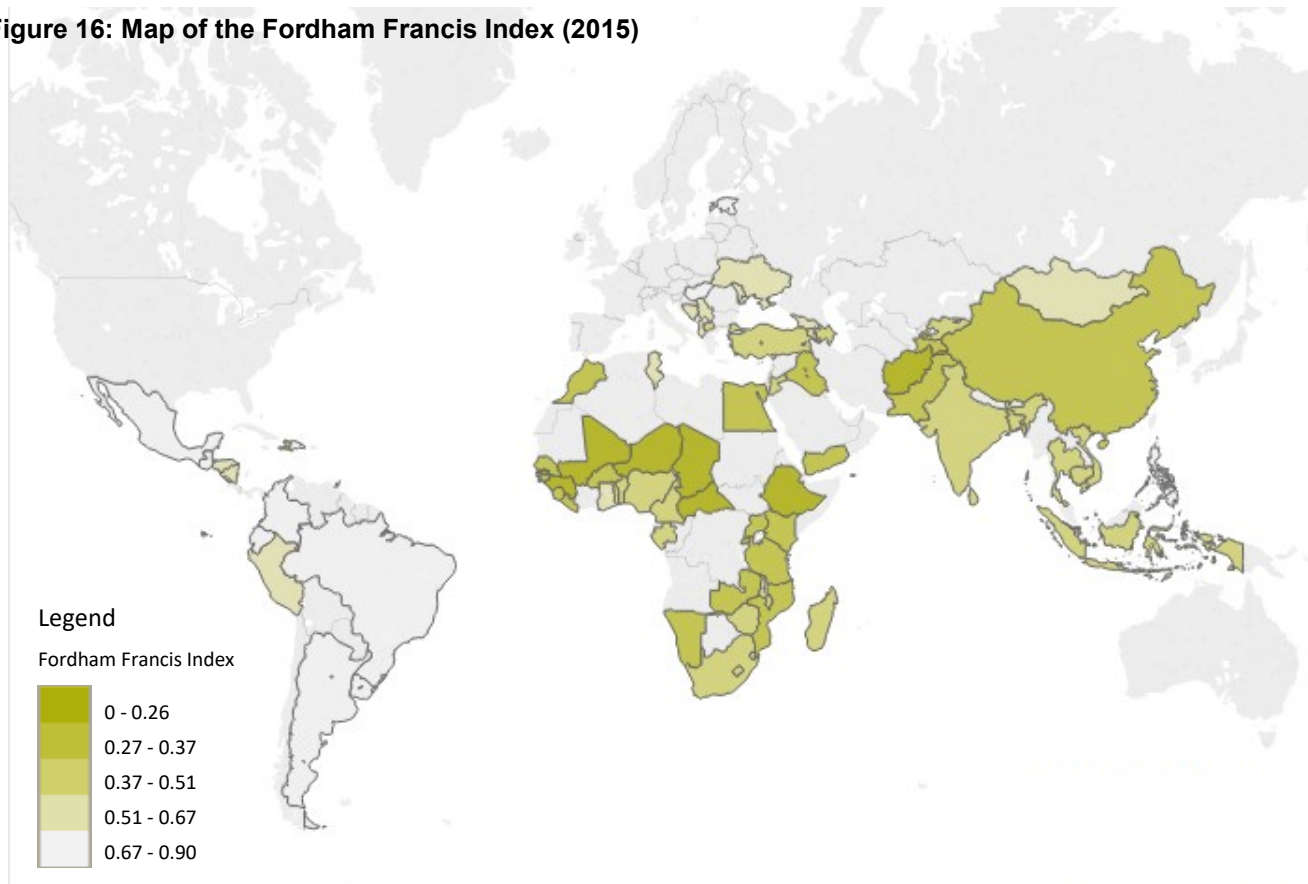 igure 16: Map of the Fordham Francis Index (2015)
Legend
Fordham Francis Index
0 - 0.26
0.27 - 0.37
0.37 - 0.51
0.51 - 0.67
0.67 - 0.90